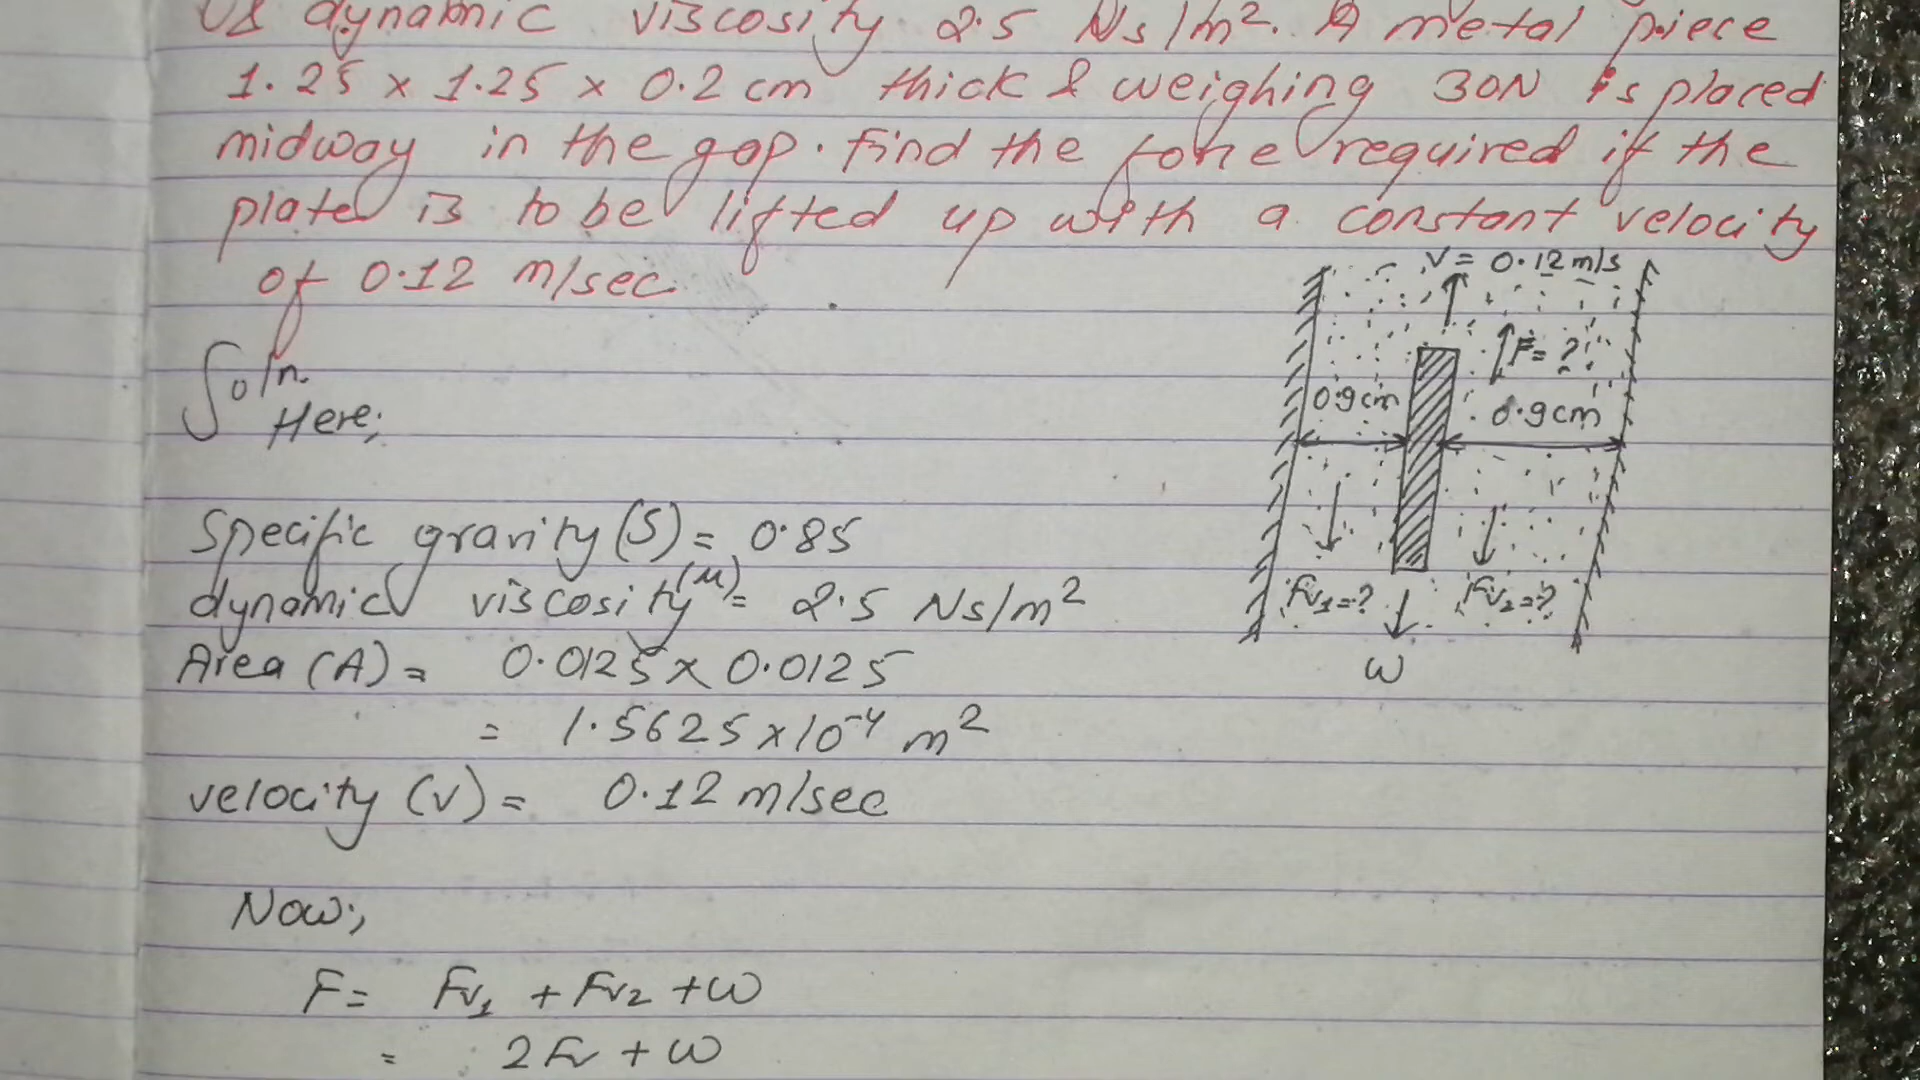 of dynamic viscosity 2.5 Ns/m². A metal piece
1.25 x 1.25 x 0.2 cm thick & weighing 30N is placed
midway in the gap. Find the force required if the
plate is to be lifted up with a constant velocity
of 0.12 m/sec.
V = 0.12 m/s
F = ?
0.9cm
0.9cm
Fv₁=?
Fv₂=?
W
Soln.
Here;
Specific gravity (S) = 0.85
dynamic viscosity (μ) = 2.5 Ns/m²
Area (A) = 0.0125 x 0.0125
= 1.5625 x 10⁻⁴ m²
velocity (v) = 0.12 m/sec
Now;
F = Fv₁ + Fv₂ + W
= 2Fv + W